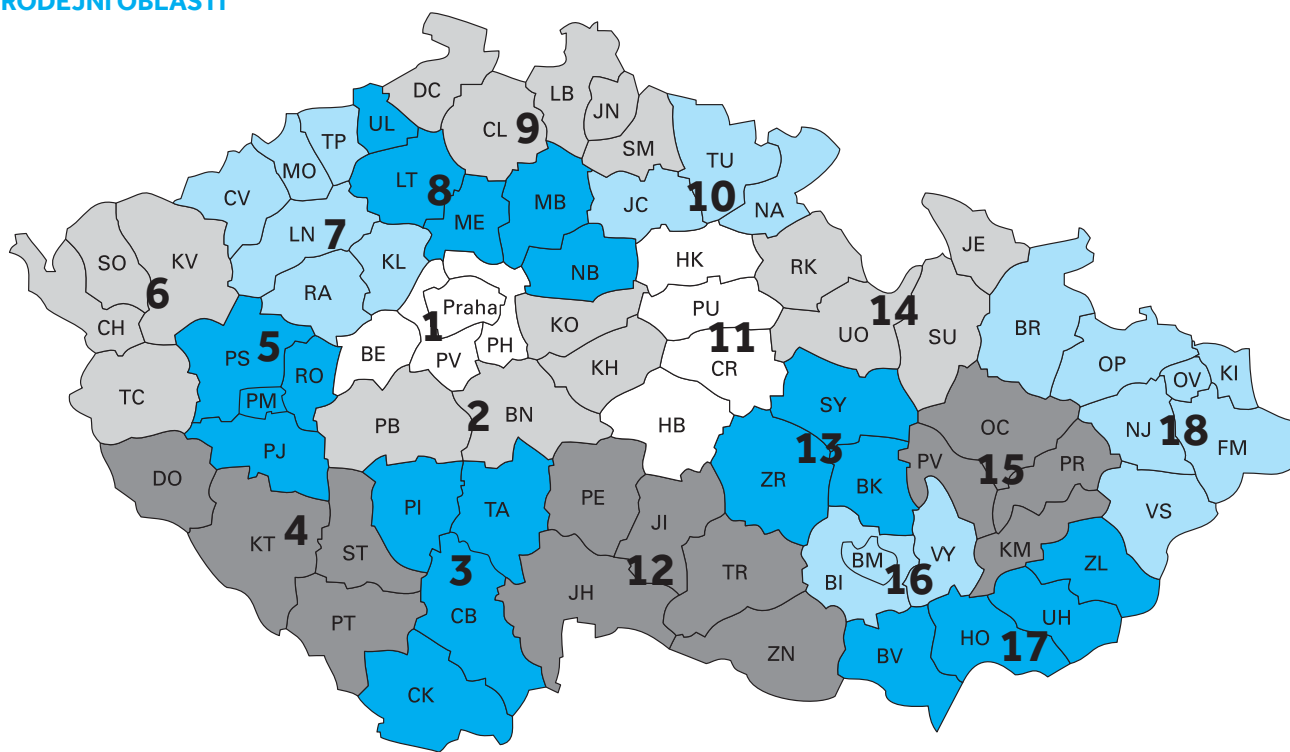 RODEJNÍ OBLASTI
DC
LB
JN
UL
CL
9
TP
SM
MO
TU
LT
8
MB
CV
JC
10
NA
ME
LN
7
JE
SO
KV
KL
HK
RK
NB
6
RA
Praha
PU
14
CH
1
KO
BR
PS
5
BE
PV
PH
11
UO
SU
RO
KH
CR
OP
OV
KI
TC
PM
PB
2
BN
SY
HB
OC
NJ
18
FM
PJ
13
PV
15
PR
DO
ZR
BK
PI
TA
PE
VS
JI
KT
4
ST
KM
3
12
TR
BM
VY
ZL
BI
16
JH
PT
CB
UH
HO
17
ZN
BV
CK